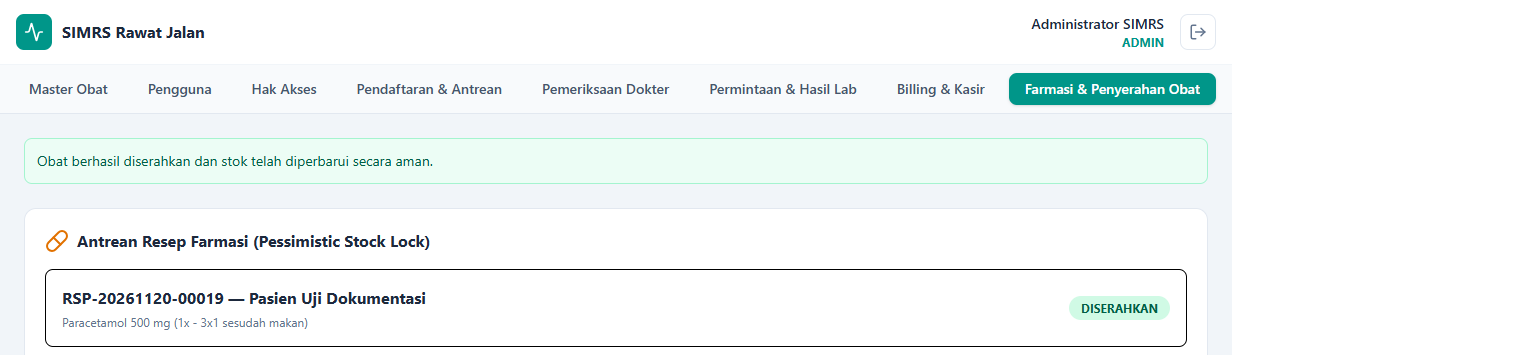 SIMRS Rawat Jalan
Administrator SIMRS
ADMIN
Master Obat
Pengguna
Hak Akses
Pendaftaran & Antrean
Pemeriksaan Dokter
Permintaan & Hasil Lab
Billing & Kasir
Farmasi & Penyerahan Obat
Obat berhasil diserahkan dan stok telah diperbarui secara aman.
Antrean Resep Farmasi (Pessimistic Stock Lock)
RSP-20261120-00019 — Pasien Uji Dokumentasi
Paracetamol 500 mg (1x - 3x1 sesudah makan)
DISERAHKAN